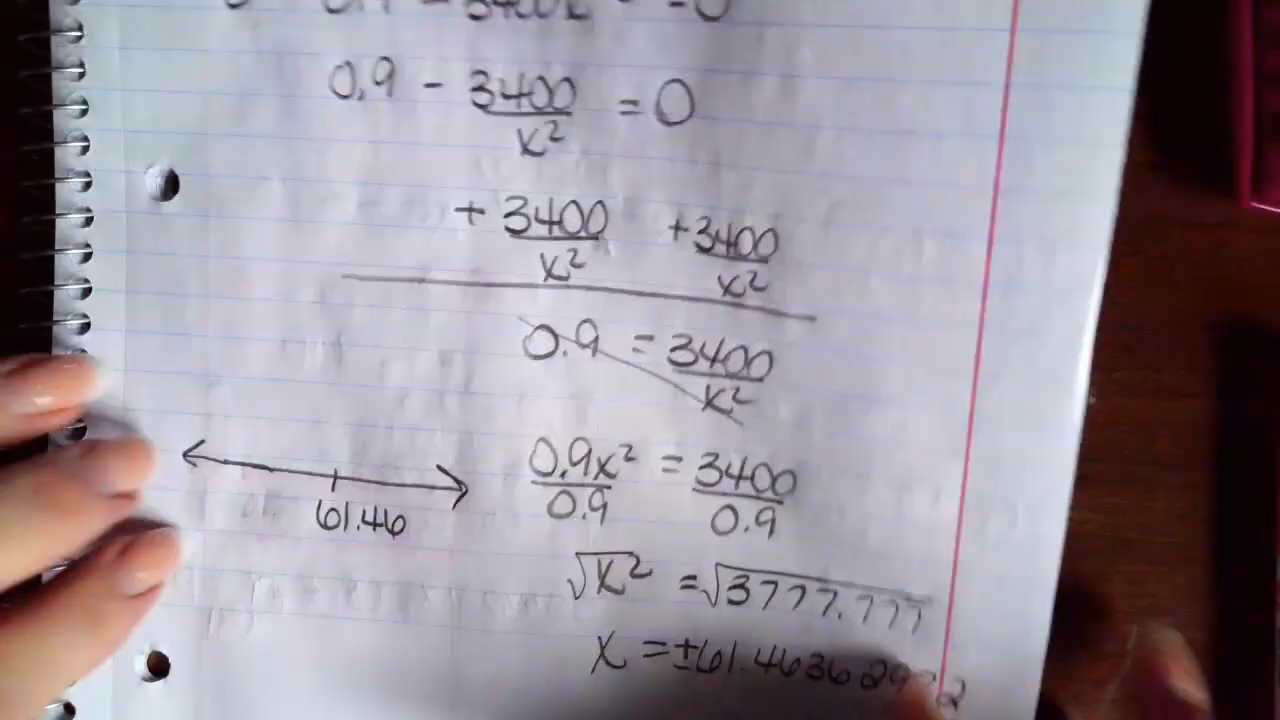 0.9 - 3400/x² = 0
+ 3400/x² +3400/x²
0.9 = 3400/x²
0.9x²/0.9 = 3400/0.9
61.46
√x² = √3777.777
x = ±61.463629